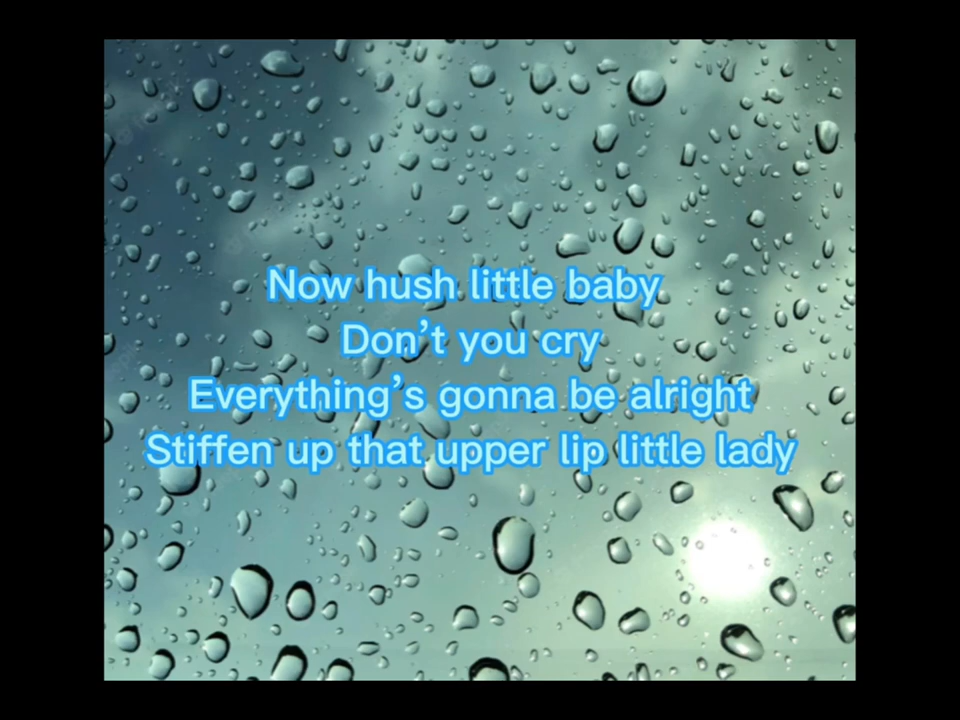 Now hush little baby
Don’t you cry
Everything’s gonna be alright
Stiffen up that upper lip little lady